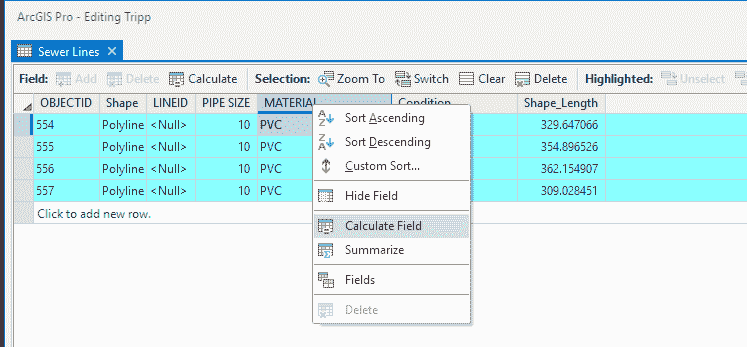 ArcGIS Pro - Editing Tripp
Sewer Lines
Field: Add Delete Calculate Selection: Zoom To Switch Clear Delete Highlighted: Unselect
OBJECTID Shape LINEID PIPE SIZE MATERIAL Condition Shape_Length
554 Polyline <Null> 10 PVC 329.647066
555 Polyline <Null> 10 PVC 354.896526
556 Polyline <Null> 10 PVC 362.154907
557 Polyline <Null> 10 PVC 309.028451
Click to add new row.
Sort Ascending
Sort Descending
Custom Sort...
Hide Field
Calculate Field
Summarize
Fields
Delete